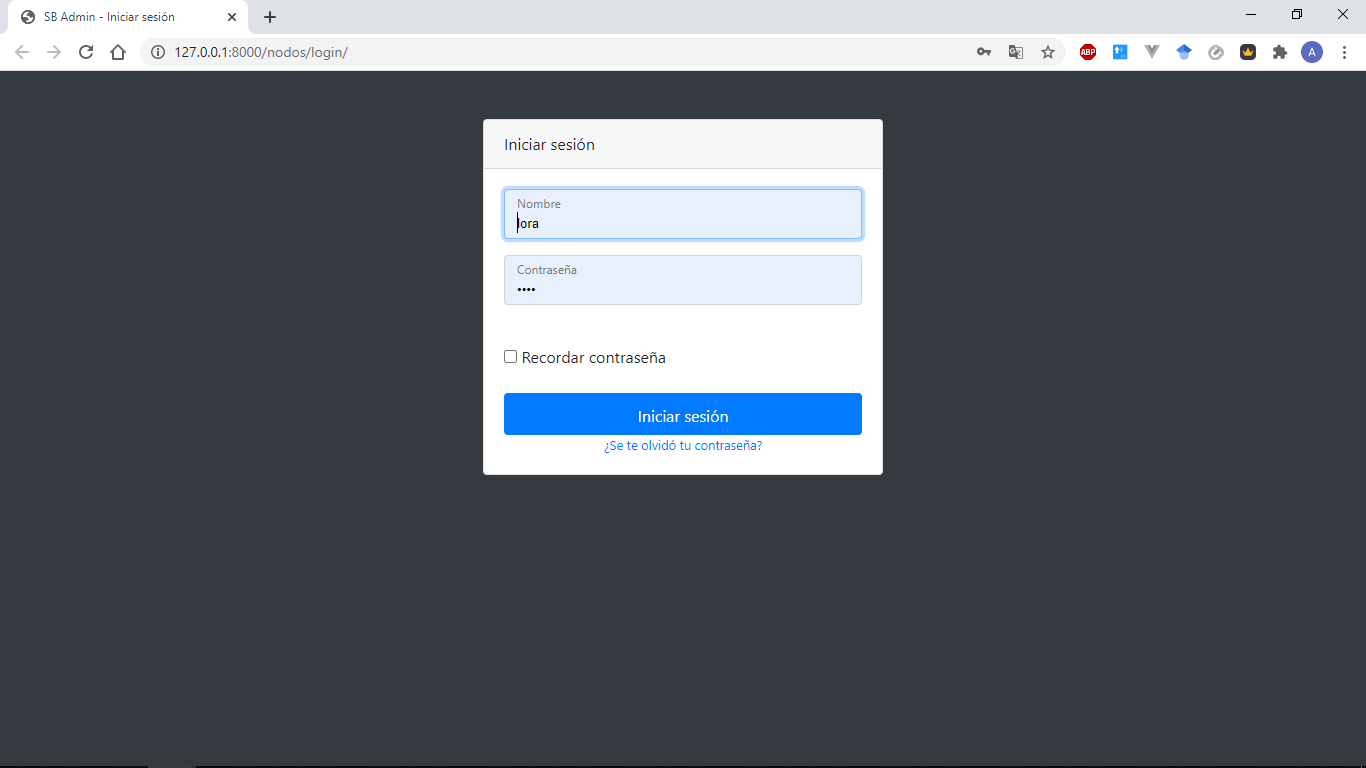 SB Admin - Iniciar sesión
127.0.0.1:8000/nodos/login/
ABP
A
Iniciar sesión
Nombre
lora
Contraseña
••••
Recordar contraseña
Iniciar sesión
¿Se te olvidó tu contraseña?